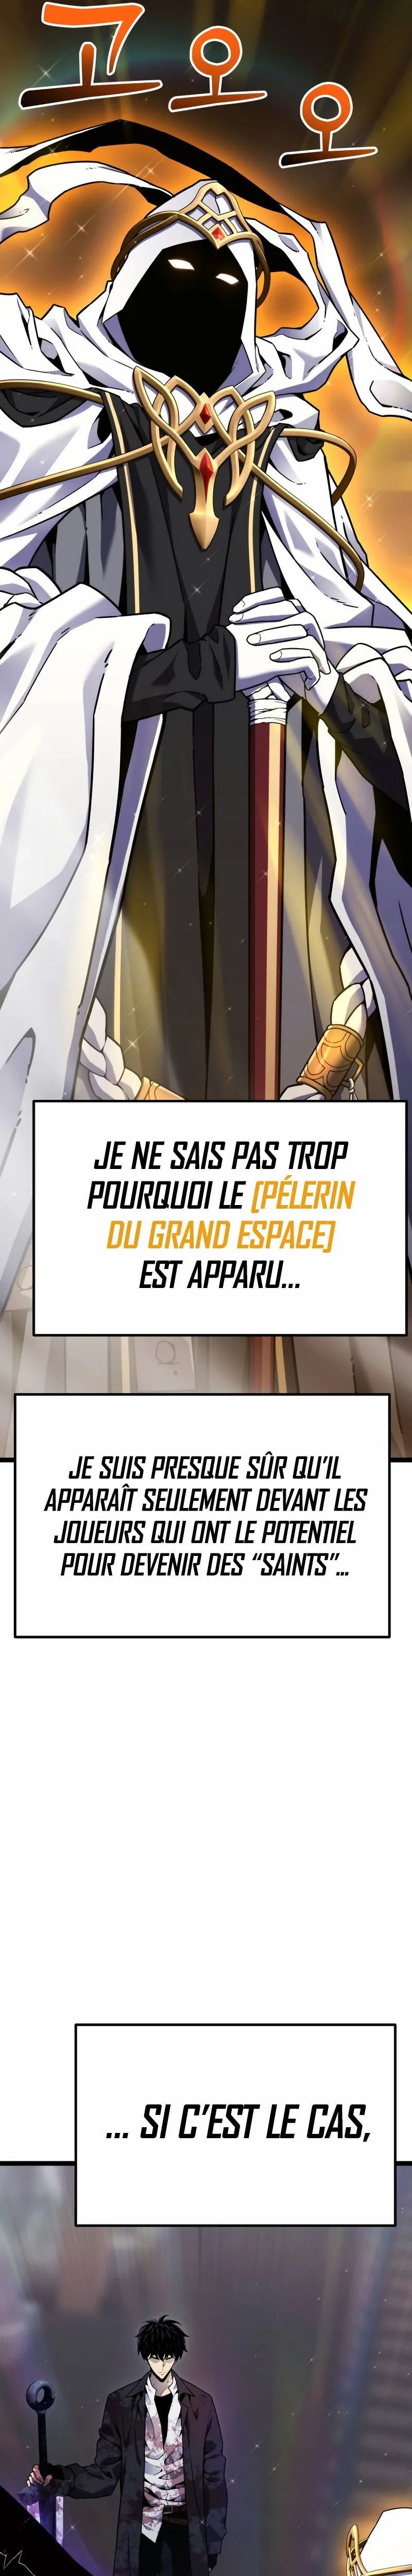 고오오
JE NE SAIS PAS TROP
POURQUOI LE [PÉLERIN
DU GRAND ESPACE]
EST APPARU...
JE SUIS PRESQUE SÛR QU'IL
APPARAÎT SEULEMENT DEVANT LES
JOUEURS QUI ONT LE POTENTIEL
POUR DEVENIR DES “SAINTS”...
... SI C'EST LE CAS,